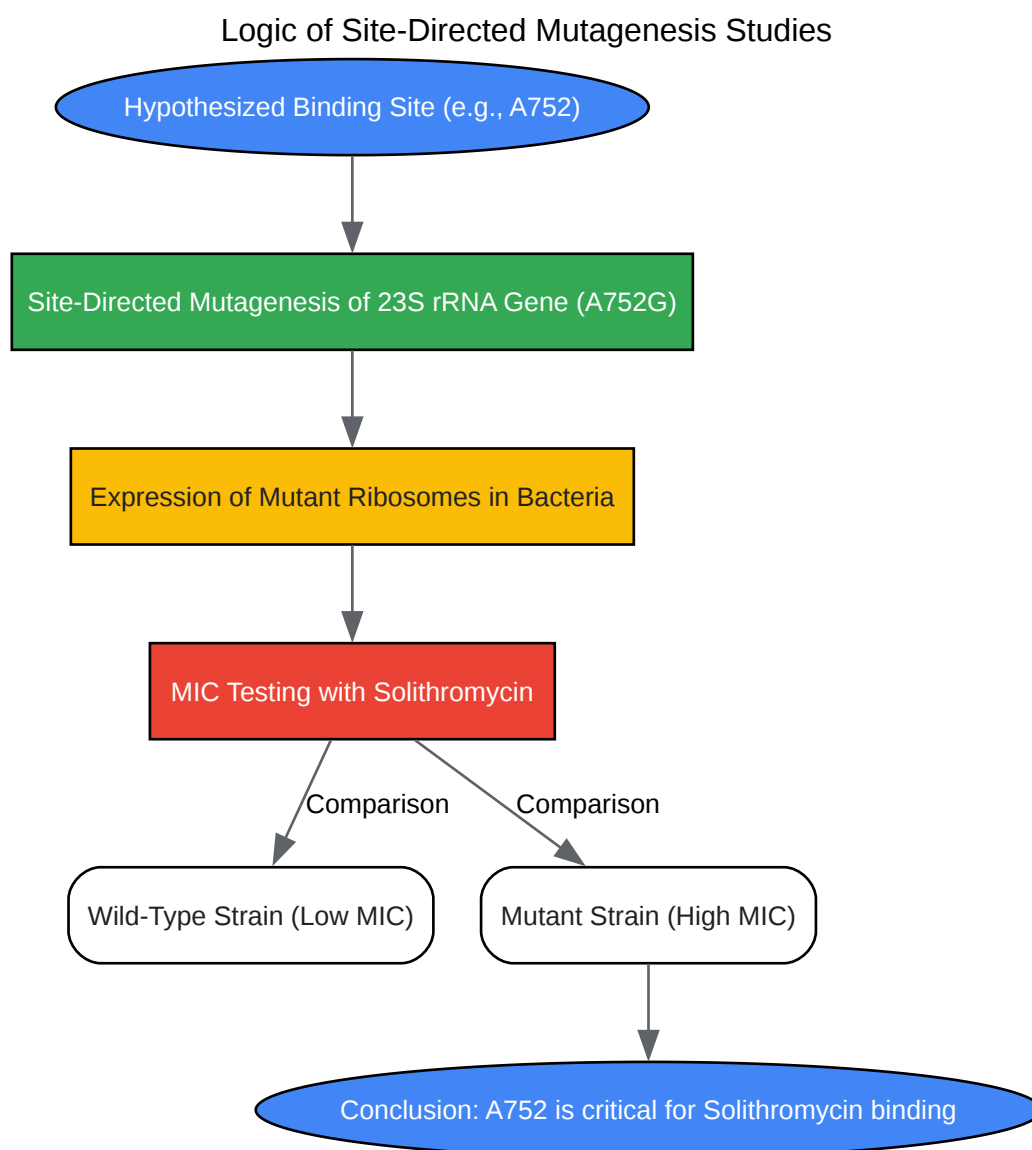 Logic of Site-Directed Mutagenesis Studies
Hypothesized Binding Site (e.g., A752)
Site-Directed Mutagenesis of 23S rRNA Gene (A752G)
Expression of Mutant Ribosomes in Bacteria
MIC Testing with Solithromycin
Comparison
Comparison
Wild-Type Strain (Low MIC)
Mutant Strain (High MIC)
Conclusion: A752 is critical for Solithromycin binding